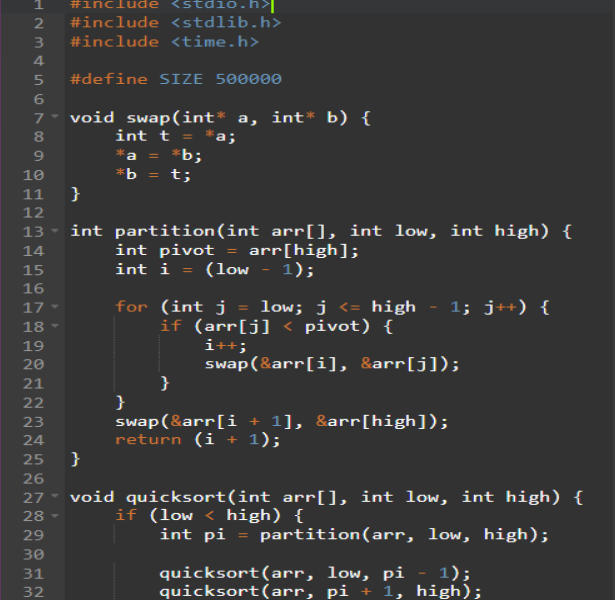 1 #include <stdio.h>
2 #include <stdlib.h>
3 #include <time.h>
4
5 #define SIZE 500000
6
7 void swap(int* a, int* b) {
8     int t = *a;
9     *a = *b;
10     *b = t;
11 }
12
13 int partition(int arr[], int low, int high) {
14     int pivot = arr[high];
15     int i = (low - 1);
16
17     for (int j = low; j <= high - 1; j++) {
18         if (arr[j] < pivot) {
19             i++;
20             swap(&arr[i], &arr[j]);
21         }
22     }
23     swap(&arr[i + 1], &arr[high]);
24     return (i + 1);
25 }
26
27 void quicksort(int arr[], int low, int high) {
28     if (low < high) {
29         int pi = partition(arr, low, high);
30
31         quicksort(arr, low, pi - 1);
32         quicksort(arr, pi + 1, high);